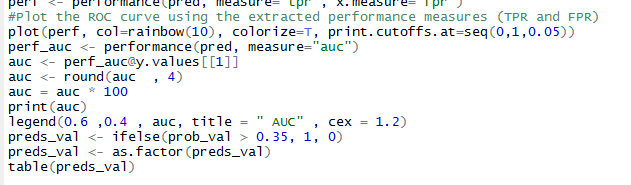 perf <- performance(pred, measure="tpr", x.measure="fpr")
#Plot the ROC curve using the extracted performance measures (TPR and FPR)
plot(perf, col=rainbow(10), colorize=T, print.cutoffs.at=seq(0,1,0.05))
perf_auc <- performance(pred, measure="auc")
auc <- perf_auc@y.values[[1]]
auc <- round(auc  , 4)
auc = auc * 100
print(auc)
legend(0.6 ,0.4 , auc, title = " AUC" , cex = 1.2)
preds_val <- ifelse(prob_val > 0.35, 1, 0)
preds_val <- as.factor(preds_val)
table(preds_val)